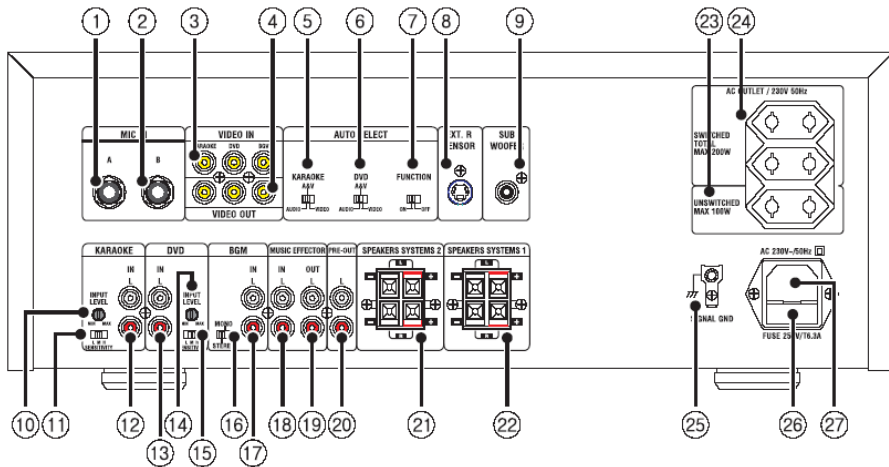 1 2 3 4 5 6 7 8 9 23 24
AC OUTLET / 230V 50Hz
MIC IN
VIDEO IN
AUTO SELECT
EXT. R
SUB
A B
KARAOKE DVD BGM
SENSOR
WOOFER
SWITCHED
TOTAL
MAX 200W
KARAOKE
A&V
DVD
A&V
FUNCTION
AUDIO VIDEO
AUDIO VIDEO
ON OFF
UNSWITCHED
MAX 100W
VIDEO OUT
KARAOKE DVD BGM MUSIC EFFECTOR PRE-OUT SPEAKERS SYSTEMS 2 SPEAKERS SYSTEMS 1
AC 230V~/50Hz
IN IN IN IN OUT
L L L L L L
INPUT
LEVEL
MIN MAX
L M H
SENSITIVITY
INPUT
LEVEL
MIN MAX
L M H
MONO
STEREO
SIGNAL GND
FUSE 250V/T6.3A
10 11 12 13 14 15 16 17 18 19 20 21 22 25 26 27